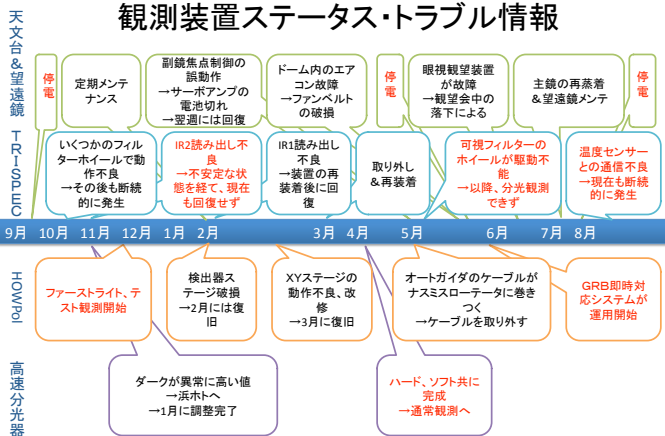 観測装置ステータス・トラブル情報
天文台&望遠鏡
停電
定期メンテ
ナンス
副鏡焦点制御の
誤動作
→サーボアンプの
電池切れ
→翌週には回復
ドーム内のエア
コン故障
→ファンベルト
の破損
停電
眼視観望装置
が故障
→観望会中の
落下による
主鏡の再蒸着
&望遠鏡メンテ
停電
TRISPEC
いくつかのフィル
ターホイールで動
作不良
→その後も断続
的に発生
IR2読み出し不
良
→不安定な状
態を経て、現在
も回復せず
IR1読み出し
不良
→装置の再
装着後に回
復
取り外し
&再装着
可視フィルターの
ホイールが駆動不
能
→以降、分光観測
できず
温度センサー
との通信不良
→現在も断続
的に発生
9月 10月 11月 12月 1月 2月 3月 4月 5月 6月 7月 8月
HOWPol
ファーストライト、テ
スト観測開始
検出器ス
テージ破損
→2月には復
旧
XYステージの
動作不良、改
修
→3月に復旧
オートガイダのケーブルが
ナスミスローテータに巻き
つく
→ケーブルを取り外す
GRB即時対
応システムが
運用開始
高速分光器
ダークが異常に高い値
→浜ホトへ
→1月に調整完了
ハード、ソフト共に
完成
→通常観測へ